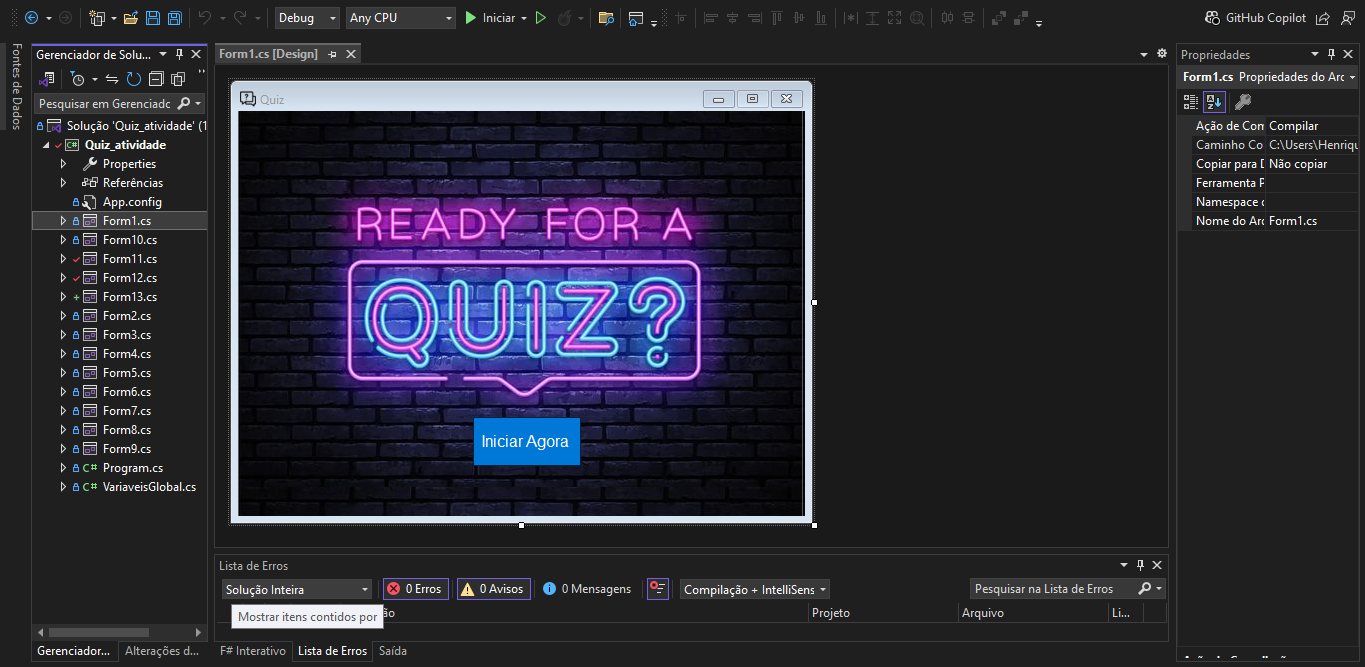 Debug
Any CPU
Iniciar
GitHub Copilot
Fontes de Dados
Gerenciador de Solu...
Pesquisar em Gerenciadc
Solução 'Quiz_atividade' (1
Quiz_atividade
Properties
Referências
App.config
Form1.cs
Form10.cs
Form11.cs
Form12.cs
Form13.cs
Form2.cs
Form3.cs
Form4.cs
Form5.cs
Form6.cs
Form7.cs
Form8.cs
Form9.cs
Program.cs
VariaveisGlobal.cs
Gerenciador...
Alterações d...
Form1.cs [Design]
Quiz
READY FOR A
QUIZ?
Iniciar Agora
Lista de Erros
Solução Inteira
0 Erros
0 Avisos
0 Mensagens
Compilação + IntelliSens
Pesquisar na Lista de Erros
Mostrar itens contidos por
ão
Projeto
Arquivo
Li...
F# Interativo
Lista de Erros
Saída
Propriedades
Form1.cs Propriedades do Arc
Ação de Com Compilar
Caminho Co C:\Users\Henriqu
Copiar para D Não copiar
Ferramenta P
Namespace d
Nome do Arc Form1.cs